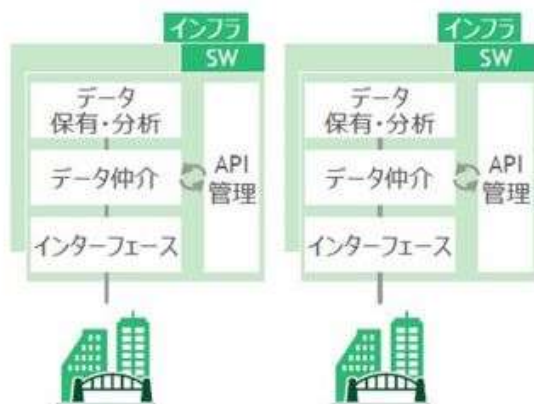 インフラ
SW
データ
保有・分析
データ仲介
API
管理
インターフェース
インフラ
SW
データ
保有・分析
データ仲介
API
管理
インターフェース